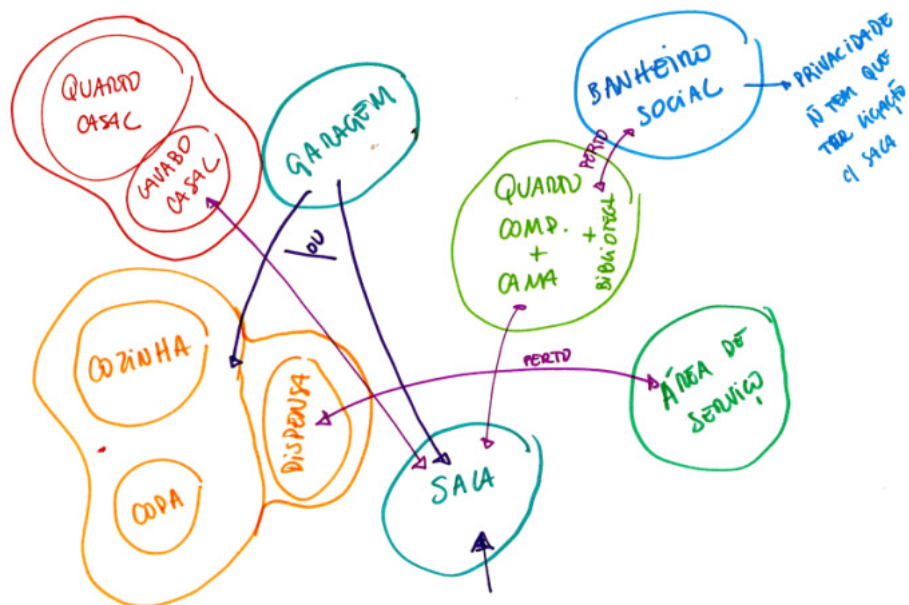 QUARTO
CASAL
LAVABO
CASAL
GARAGEM
BANHEIRO
SOCIAL
PRIVACIDADE
Ñ TEM QUE
TER LIGAÇÃO
C/ SALA
PERTO
QUARTO
COMP.
+
CAMA
+
/OU
COZINHA
DISPENSA
COPA
PERTO
ÁREA DE
SERVIÇO
SALA